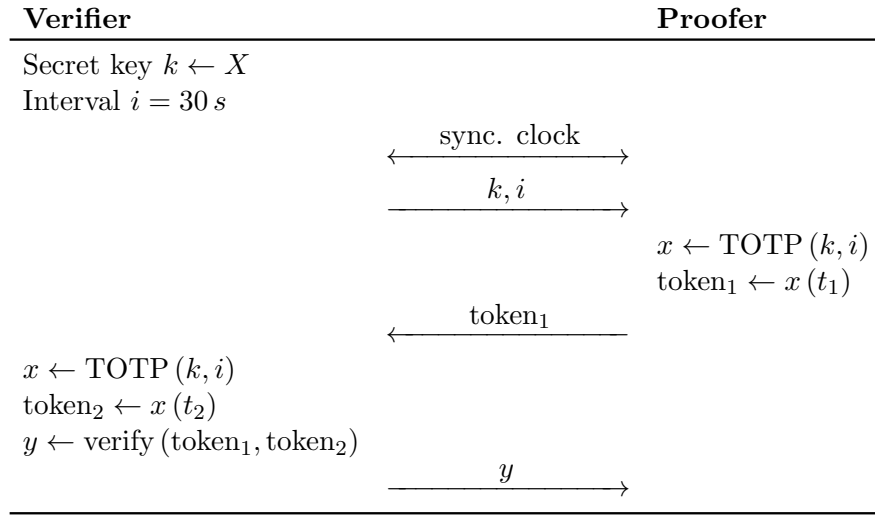 Verifier Proofer
Secret key k ← X
Interval i = 30 s
sync. clock
k, i
x ← TOTP (k, i)
token₁ ← x (t₁)
token₁
x ← TOTP (k, i)
token₂ ← x (t₂)
y ← verify (token₁, token₂)
y